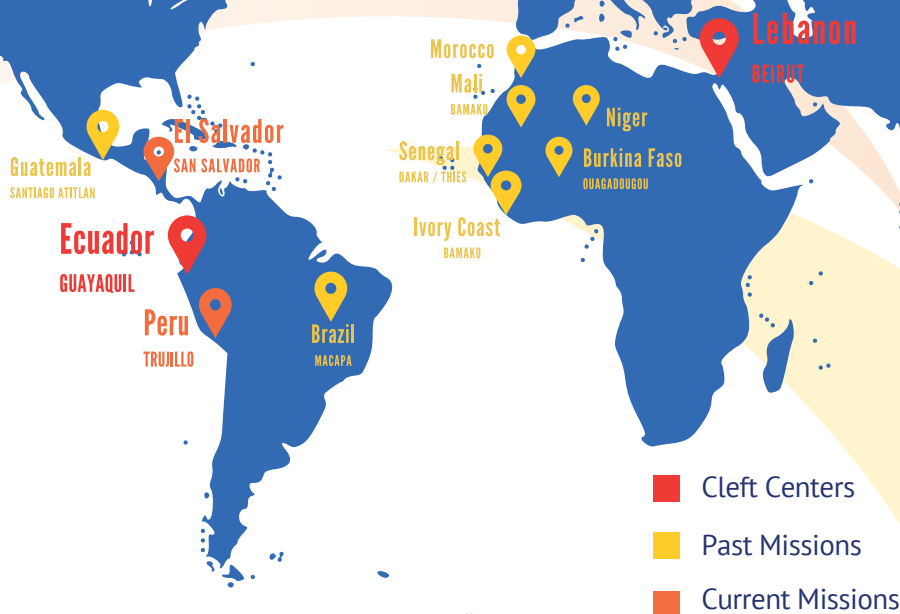 Lebanon
BEIRUT
Morocco
Mali
BAMAKO
Niger
El Salvador
SAN SALVADOR
Guatemala
SANTIAGO ATITLAN
Senegal
DAKAR / THIES
Burkina Faso
OUAGADOUGOU
Ivory Coast
BAMAKO
Ecuador
GUAYAQUIL
Peru
TRUJILLO
Brazil
MACAPA
Cleft Centers
Past Missions
Current Missions